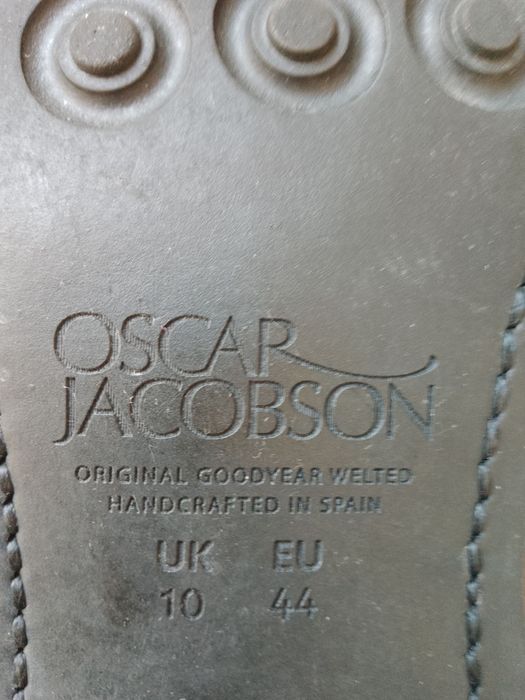 OSCAR
JACOBSON
ORIGINAL GOODYEAR WELTED
HANDCRAFTED IN SPAIN
UK EU
10 44